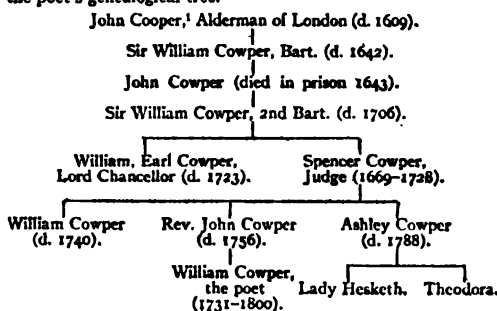 the poet's genealogical tree.
John Cooper,¹ Alderman of London (d. 1609).
Sir William Cowper, Bart. (d. 1642).
John Cowper (died in prison 1643).
Sir William Cowper, 2nd Bart. (d. 1706).
William, Earl Cowper, Spencer Cowper,
Lord Chancellor (d. 1723). Judge (1669–1728).
William Cowper Rev. John Cowper Ashley Cowper
(d. 1740). (d. 1756). (d. 1788).
William Cowper,
the poet Lady Hesketh. Theodora.
(1731–1800).